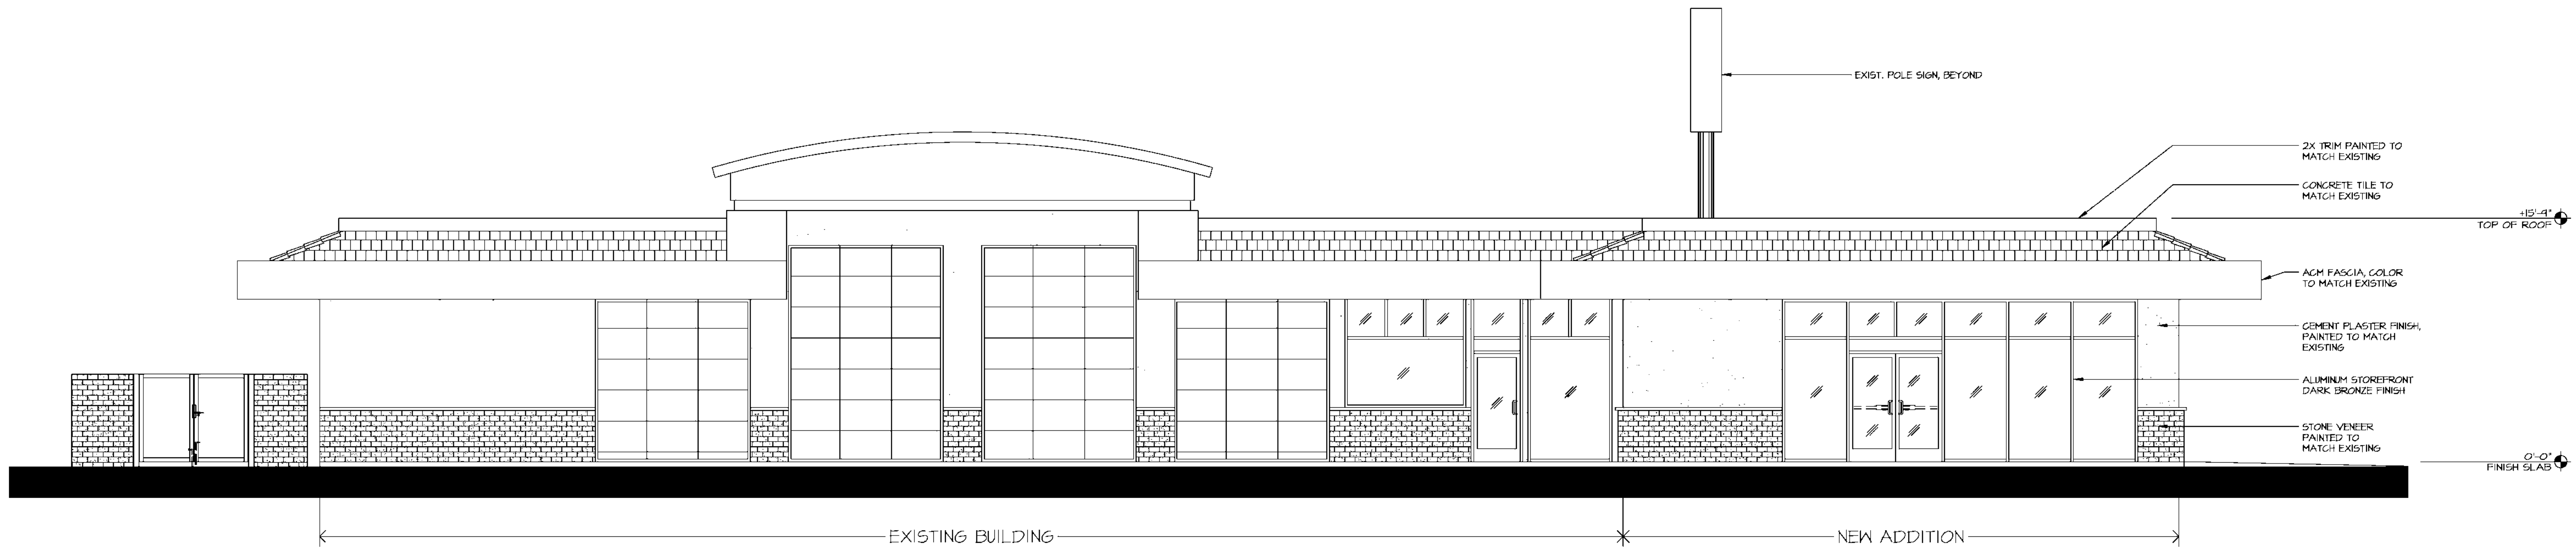 EXIST. POLE SIGN, BEYOND
2X TRIM PAINTED TO
MATCH EXISTING
CONCRETE TILE TO
MATCH EXISTING
+15'-4"
TOP OF ROOF
ACM FASCIA, COLOR
TO MATCH EXISTING
CEMENT PLASTER FINISH,
PAINTED TO MATCH
EXISTING
ALUMINUM STOREFRONT
DARK BRONZE FINISH
STONE VENEER
PAINTED TO
MATCH EXISTING
0'-0"
FINISH SLAB
EXISTING BUILDING
NEW ADDITION